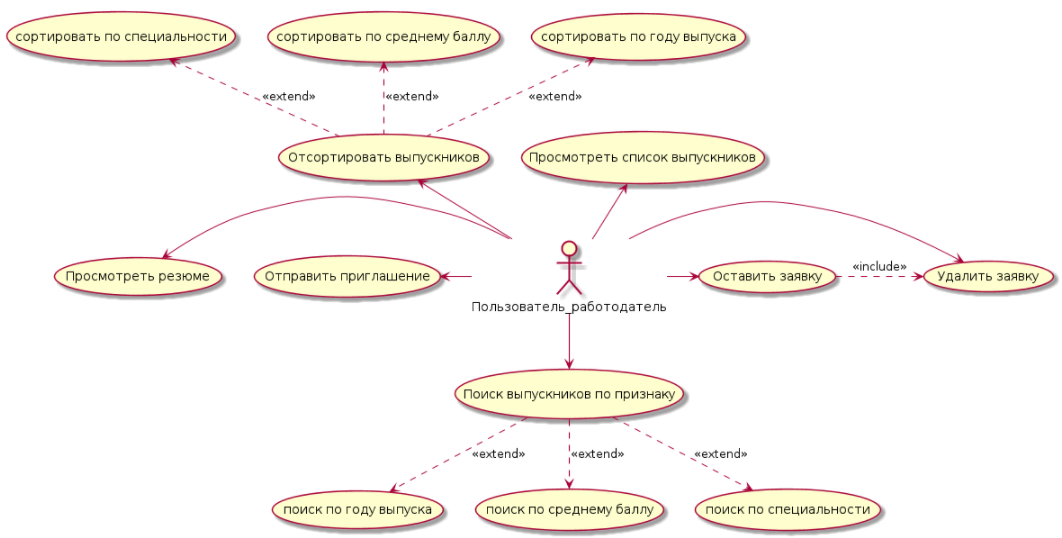 сортировать по специальности
сортировать по среднему баллу
сортировать по году выпуска
«extend»
«extend»
«extend»
Отсортировать выпускников
Просмотреть список выпускников
Просмотреть резюме
Отправить приглашение
Оставить заявку
«include»
Удалить заявку
Пользователь_работодатель
Поиск выпускников по признаку
«extend»
«extend»
«extend»
поиск по году выпуска
поиск по среднему баллу
поиск по специальности